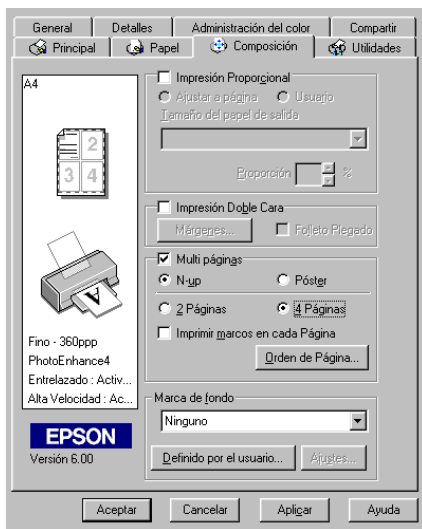 General Detalles Administración del color Compartir
Principal Papel Composición Utilidades
A4
2
3 4
A
Fino - 360ppp
PhotoEnhance4
Entrelazado : Activ...
Alta Velocidad : Ac...
EPSON
Versión 6.00
Impresión Proporcional
Ajustar a página Usuario
Tamaño del papel de salida
Proporción %
Impresión Doble Cara
Márgenes... Folleto Plegado
Multi páginas
N-up Póster
2 Páginas 4 Páginas
Imprimir marcos en cada Página
Orden de Página...
Marca de fondo
Ninguno
Definido por el usuario... Ajustes...
Aceptar Cancelar Aplicar Ayuda